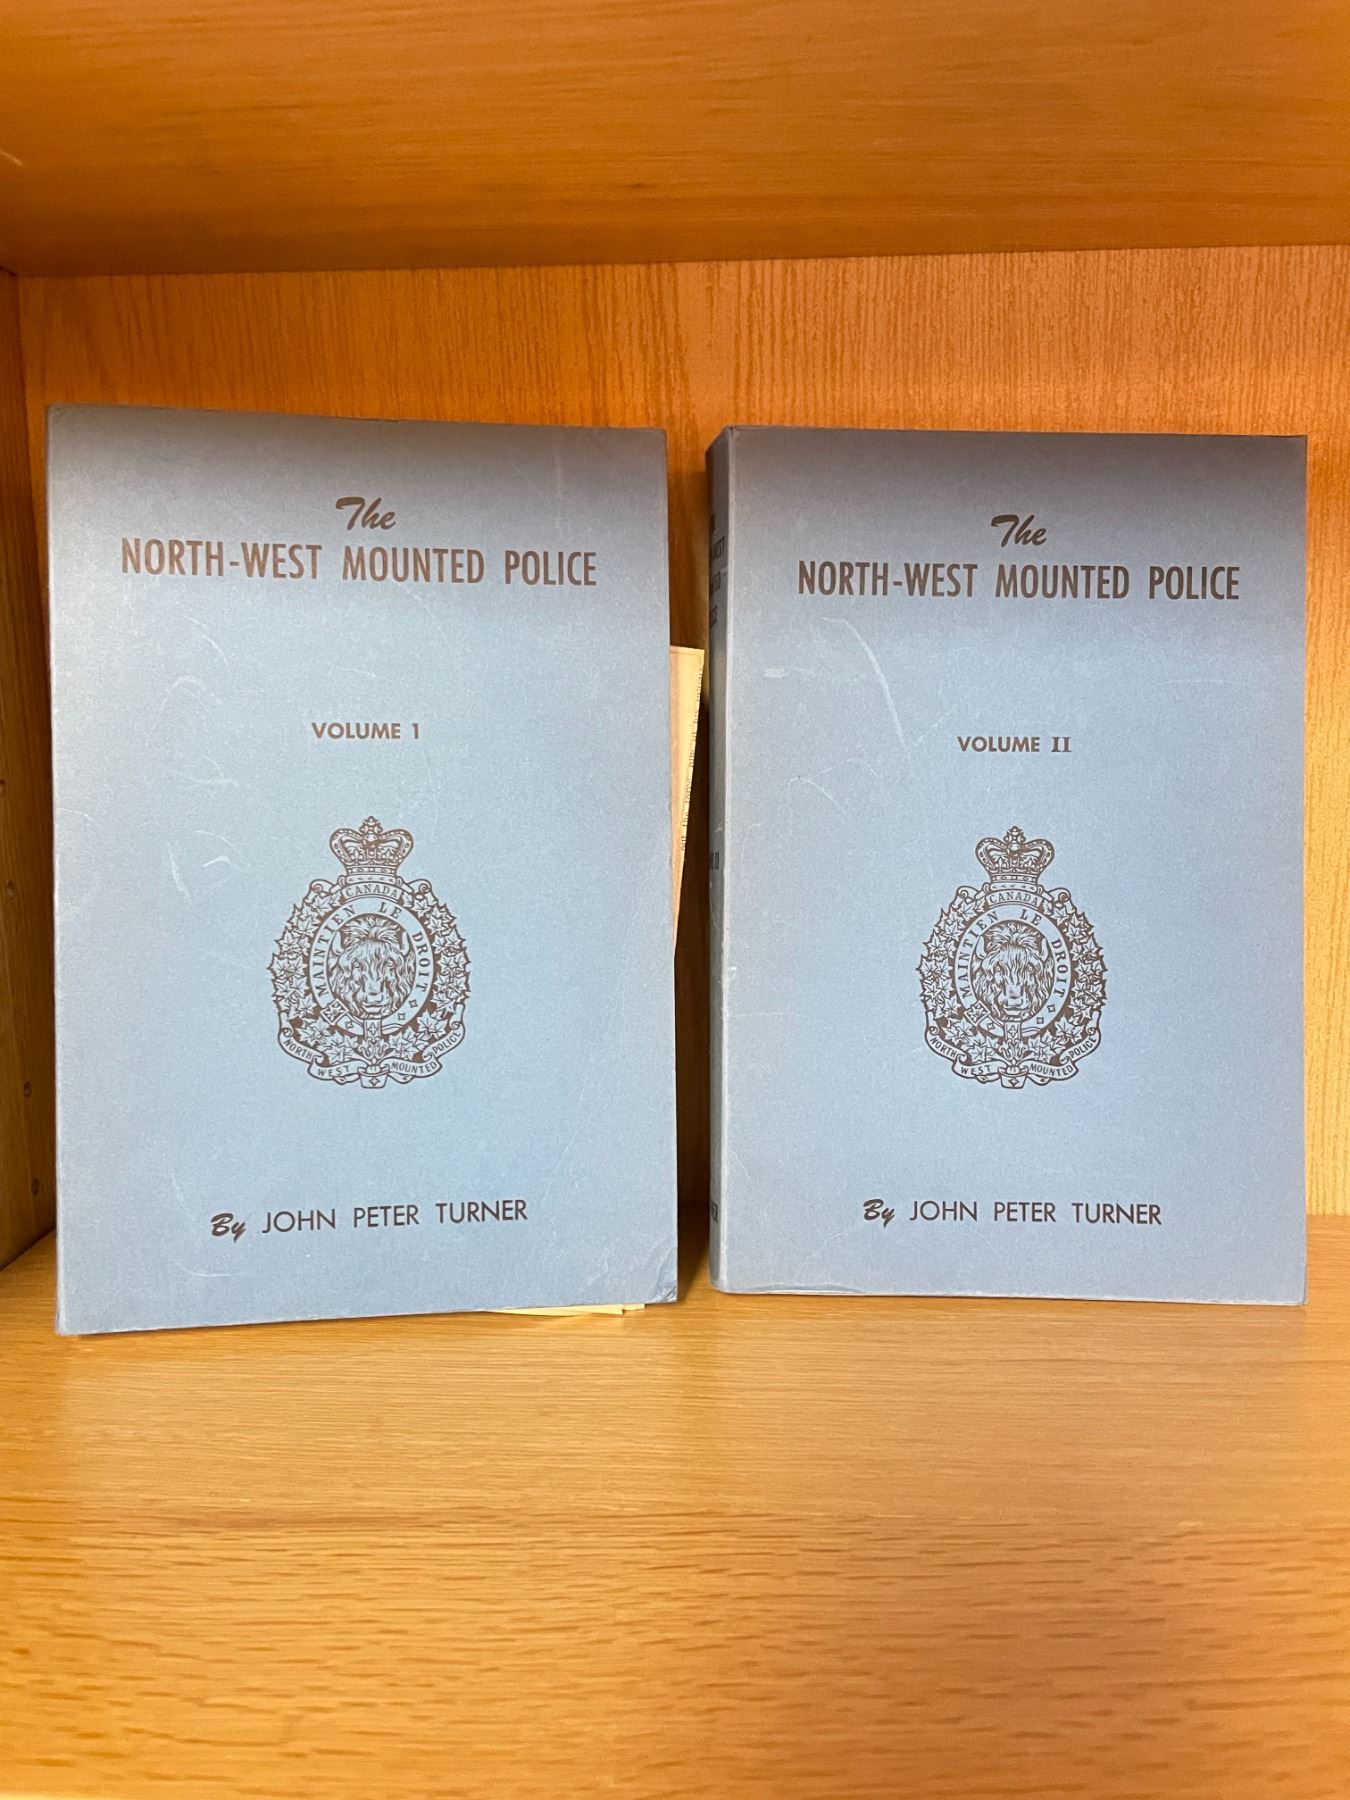 The
NORTH-WEST MOUNTED POLICE
VOLUME 1
CANADA
MAINTIEN LE DROIT
NORTH WEST MOUNTED POLICE
By JOHN PETER TURNER
The
NORTH-WEST MOUNTED POLICE
VOLUME II
CANADA
MAINTIEN LE DROIT
NORTH WEST MOUNTED POLICE
By JOHN PETER TURNER